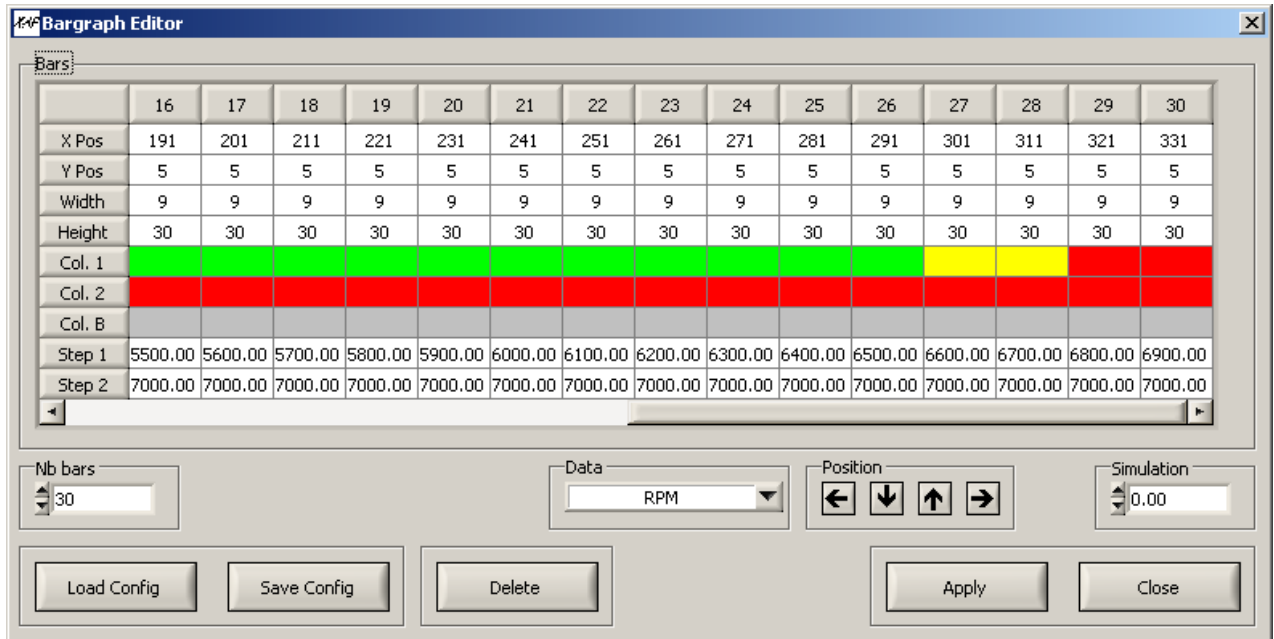 Bargraph Editor
Bars
16 17 18 19 20 21 22 23 24 25 26 27 28 29 30
X Pos 191 201 211 221 231 241 251 261 271 281 291 301 311 321 331
Y Pos 5 5 5 5 5 5 5 5 5 5 5 5 5 5 5
Width 9 9 9 9 9 9 9 9 9 9 9 9 9 9 9
Height 30 30 30 30 30 30 30 30 30 30 30 30 30 30 30
Col. 1
Col. 2
Col. B
Step 1 5500.00 5600.00 5700.00 5800.00 5900.00 6000.00 6100.00 6200.00 6300.00 6400.00 6500.00 6600.00 6700.00 6800.00 6900.00
Step 2 7000.00 7000.00 7000.00 7000.00 7000.00 7000.00 7000.00 7000.00 7000.00 7000.00 7000.00 7000.00 7000.00 7000.00 7000.00
Nb bars Data Position Simulation
30 RPM 0.00
Load Config Save Config Delete Apply Close